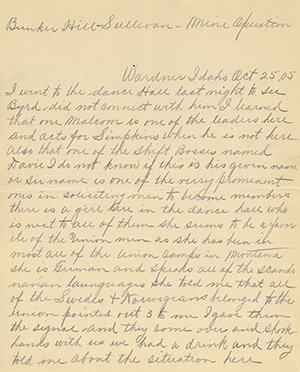 Bunker Hill-Sullivan - Mine Operation
Wardner Idaho Oct 25, 05
I went to the dance Hall last night to see
Byrd did not connect with him I learned
that one Malcom is one of the leaders here
and acts for Simpkins when he is not here
also that one of the Shift Bosses named
Davie I do not know if this is his given name
or sir name is one of the verry prominent
ones in soliciting men to become members
there is a girl here in the dance hall who
is next to all of them she seems to be a favor
ite of the Union men as she has been in
most all of the Union Camps in Montana
she is German and speaks all of the Scandi
navian languages She told me that all
of the Swedes & Norwegians belonged to the
Union pointed out 3 to me I gave them
the signal and they come over and shook
hands with us we had a drink and they
told me about the situation here